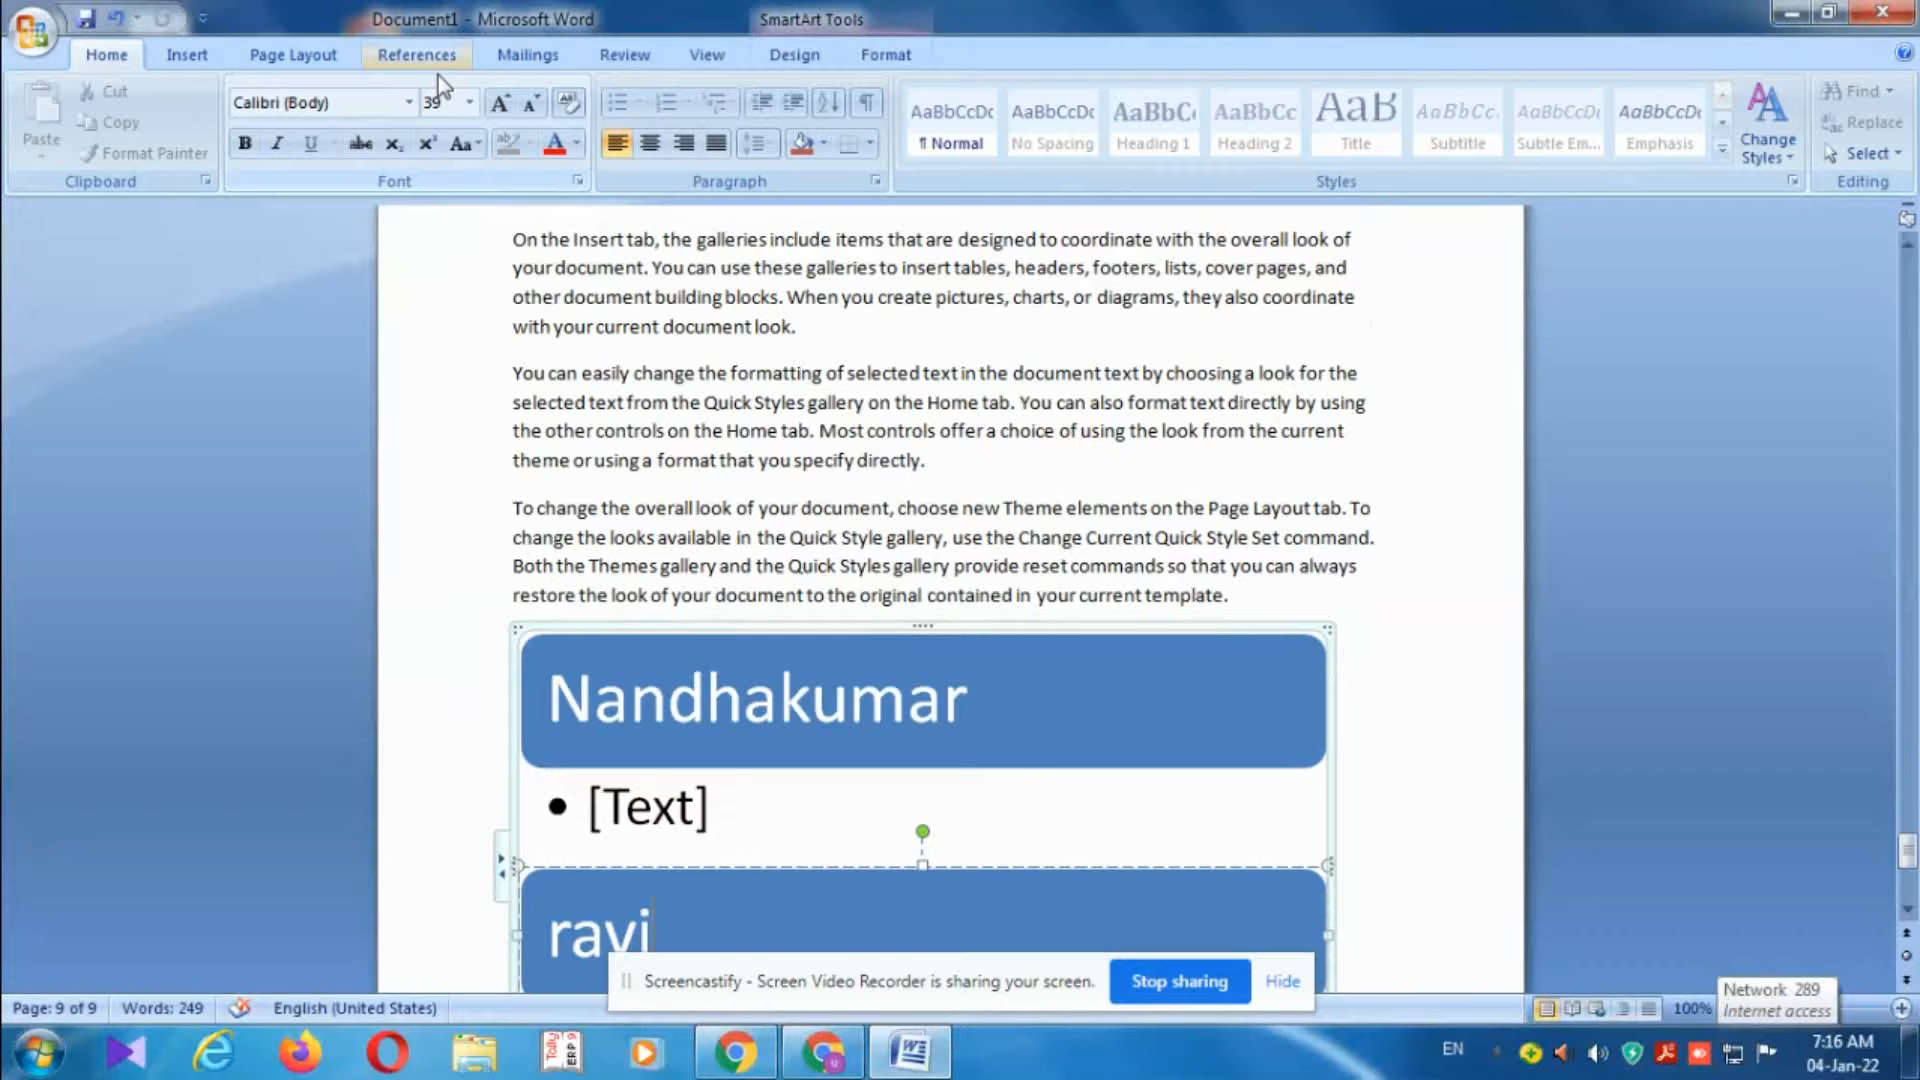 Document1 - Microsoft Word
SmartArt Tools
Home
Insert
Page Layout
References
Mailings
Review
View
Design
Format
Paste
Cut
Copy
Format Painter
Clipboard
Calibri (Body)
39
Font
Paragraph
AaBbCcDc
¶ Normal
AaBbCcDc
No Spacing
AaBbC
Heading 1
AaBbCc
Heading 2
AaB
Title
AaBbCc.
Subtitle
AaBbCcDt
Subtle Em...
AaBbCcDt
Emphasis
Change
Styles
Styles
Find
Replace
Select
Editing
On the Insert tab, the galleries include items that are designed to coordinate with the overall look of
your document. You can use these galleries to insert tables, headers, footers, lists, cover pages, and
other document building blocks. When you create pictures, charts, or diagrams, they also coordinate
with your current document look.
You can easily change the formatting of selected text in the document text by choosing a look for the
selected text from the Quick Styles gallery on the Home tab. You can also format text directly by using
the other controls on the Home tab. Most controls offer a choice of using the look from the current
theme or using a format that you specify directly.
To change the overall look of your document, choose new Theme elements on the Page Layout tab. To
change the looks available in the Quick Style gallery, use the Change Current Quick Style Set command.
Both the Themes gallery and the Quick Styles gallery provide reset commands so that you can always
restore the look of your document to the original contained in your current template.
Nandhakumar
• [Text]
ravi
Screencastify - Screen Video Recorder is sharing your screen.
Stop sharing
Hide
Network 289
Internet access
Page: 9 of 9
Words: 249
English (United States)
100%
Tally
ERP 9
EN
7:16 AM
04-Jan-22